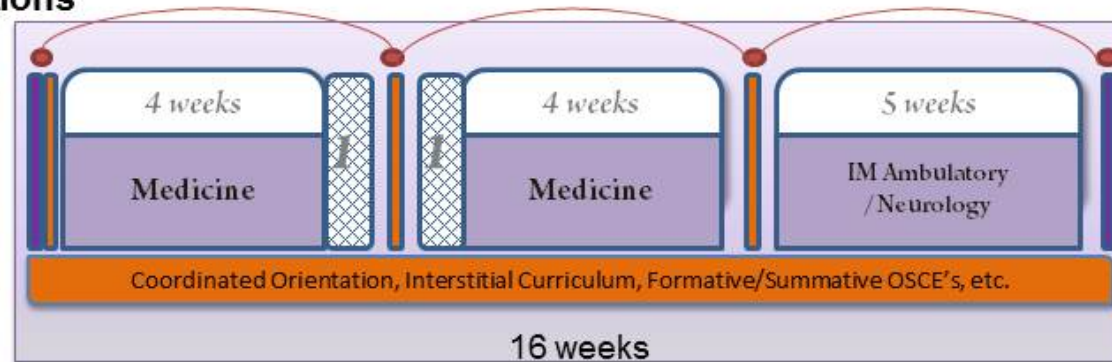 4 weeks
1
1
4 weeks
5 weeks
Medicine
Medicine
IM Ambulatory
/Neurology
Coordinated Orientation, Interstitial Curriculum, Formative/Summative OSCE's, etc.
16 weeks